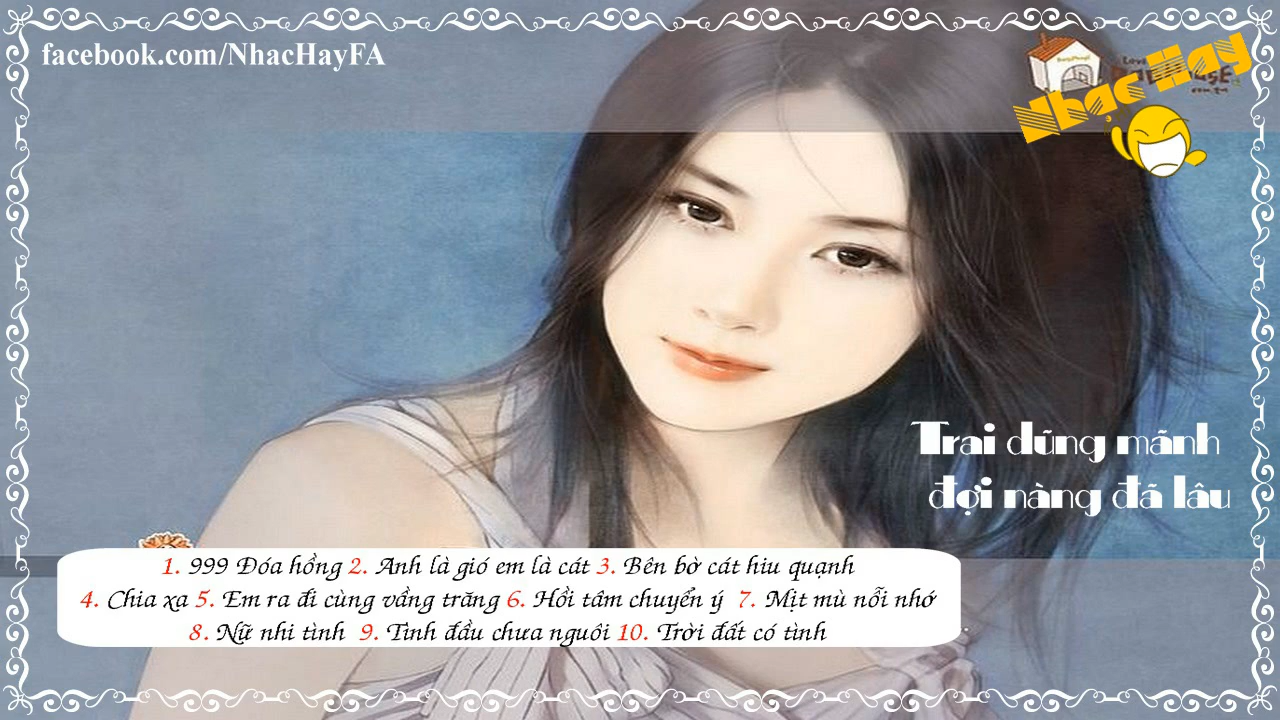 facebook.com/NhacHayFA
Nhạc Hay
Trai dũng mãnh
đợi nàng đã lâu
1. 999 Đóa hồng 2. Anh là gió em là cát 3. Bên bờ cát hiu quạnh
4. Chia xa 5. Em ra đi cùng vầng trăng 6. Hồi tâm chuyển ý 7. Mịt mù nỗi nhớ
8. Nữ nhi tình 9. Tình đầu chưa nguôi 10. Trời đất có tình